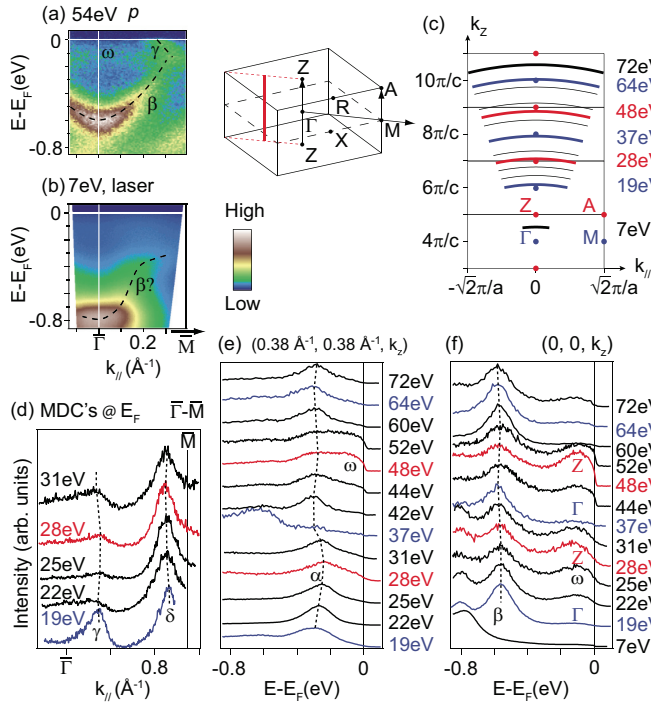 (a) 54eV p
E-E_F(eV)
0
-0.8
ω
γ
β
(b) 7eV, laser
E-E_F(eV)
0
-0.8
β?
Γ̅
0.2
M̅
k_//(Å⁻¹)
High
Low
Z
A
R
Γ
M
X
Z
(c)
k_Z
10π/c
8π/c
6π/c
4π/c
72eV
64eV
48eV
37eV
28eV
19eV
7eV
Z
A
Γ
M
-√2π/a
0
√2π/a
k_//
(d) MDC's @ E_F Γ̅-M̅
M̅
Intensity (arb. units)
31eV
28eV
25eV
22eV
19eV
γ
δ
Γ̅
0.8
k_//(Å⁻¹)
(e) (0.38 Å⁻¹, 0.38 Å⁻¹, k_z)
72eV
64eV
60eV
52eV
48eV
44eV
42eV
37eV
31eV
28eV
25eV
22eV
19eV
ω
α
-0.8
0
E-E_F(eV)
(f) (0, 0, k_z)
72eV
64eV
60eV
52eV
48eV
44eV
37eV
31eV
28eV
25eV
22eV
19eV
7eV
Z
Γ
Z
ω
β
Γ
-0.8
0
E-E_F(eV)